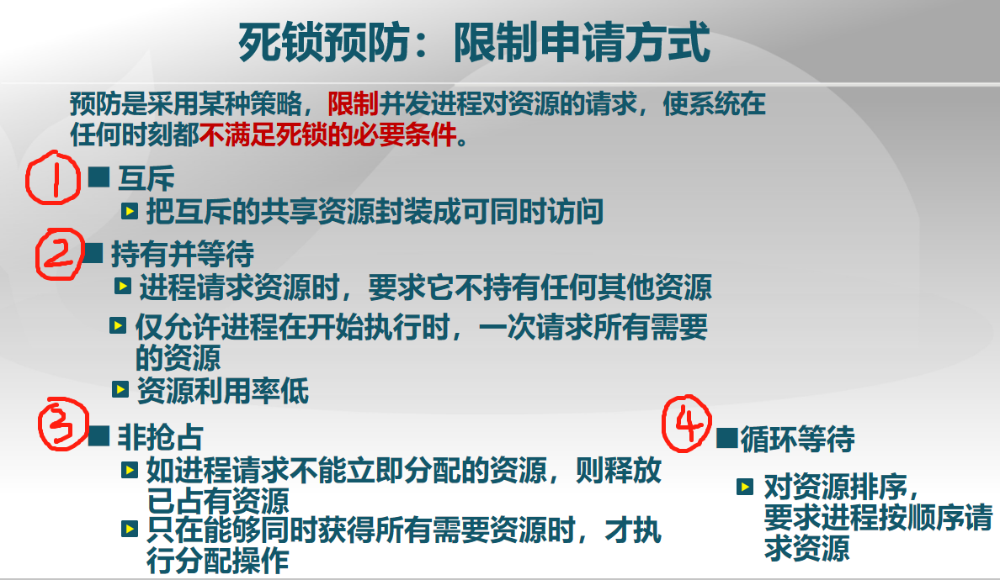 死锁预防：限制申请方式
预防是采用某种策略，限制并发进程对资源的请求，使系统在
任何时刻都不满足死锁的必要条件。
1
互斥
把互斥的共享资源封装成可同时访问
2
持有并等待
进程请求资源时，要求它不持有任何其他资源
仅允许进程在开始执行时，一次请求所有需要
的资源
资源利用率低
3
非抢占
如进程请求不能立即分配的资源，则释放
已占有资源
只在能够同时获得所有需要资源时，才执
行分配操作
4
循环等待
对资源排序，
要求进程按顺序请
求资源